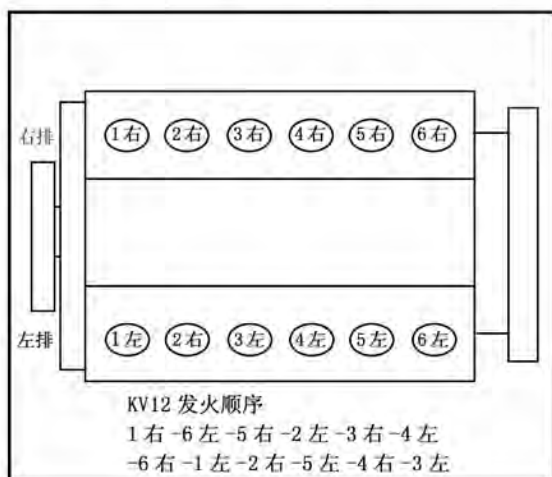 右排
1右 2右 3右 4右 5右 6右
左排
1左 2右 3左 4左 5左 6左
KV12 发火顺序
1右-6左-5右-2左-3右-4左
-6右-1左-2右-5左-4右-3左